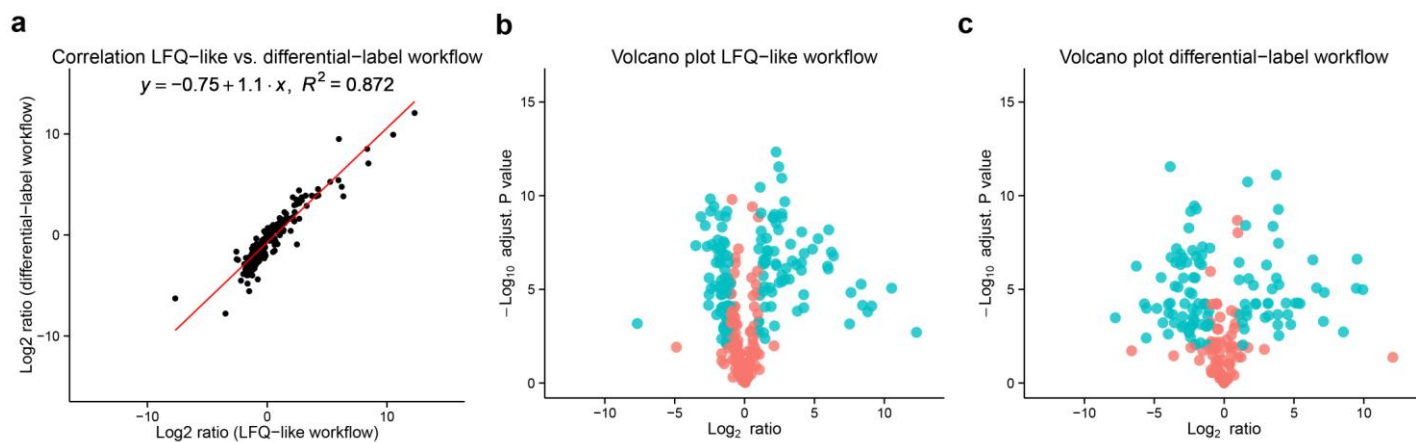 a
Correlation LFQ-like vs. differential-label workflow
y = −0.75 + 1.1 · x, R² = 0.872
Log2 ratio (differential-label workflow)
10
0
−10
−10
0
10
Log2 ratio (LFQ-like workflow)
b
Volcano plot LFQ-like workflow
−Log10 adjust. P value
15
10
5
0
−10
−5
0
5
10
Log2 ratio
c
Volcano plot differential-label workflow
−Log10 adjust. P value
15
10
5
0
−10
−5
0
5
10
Log2 ratio